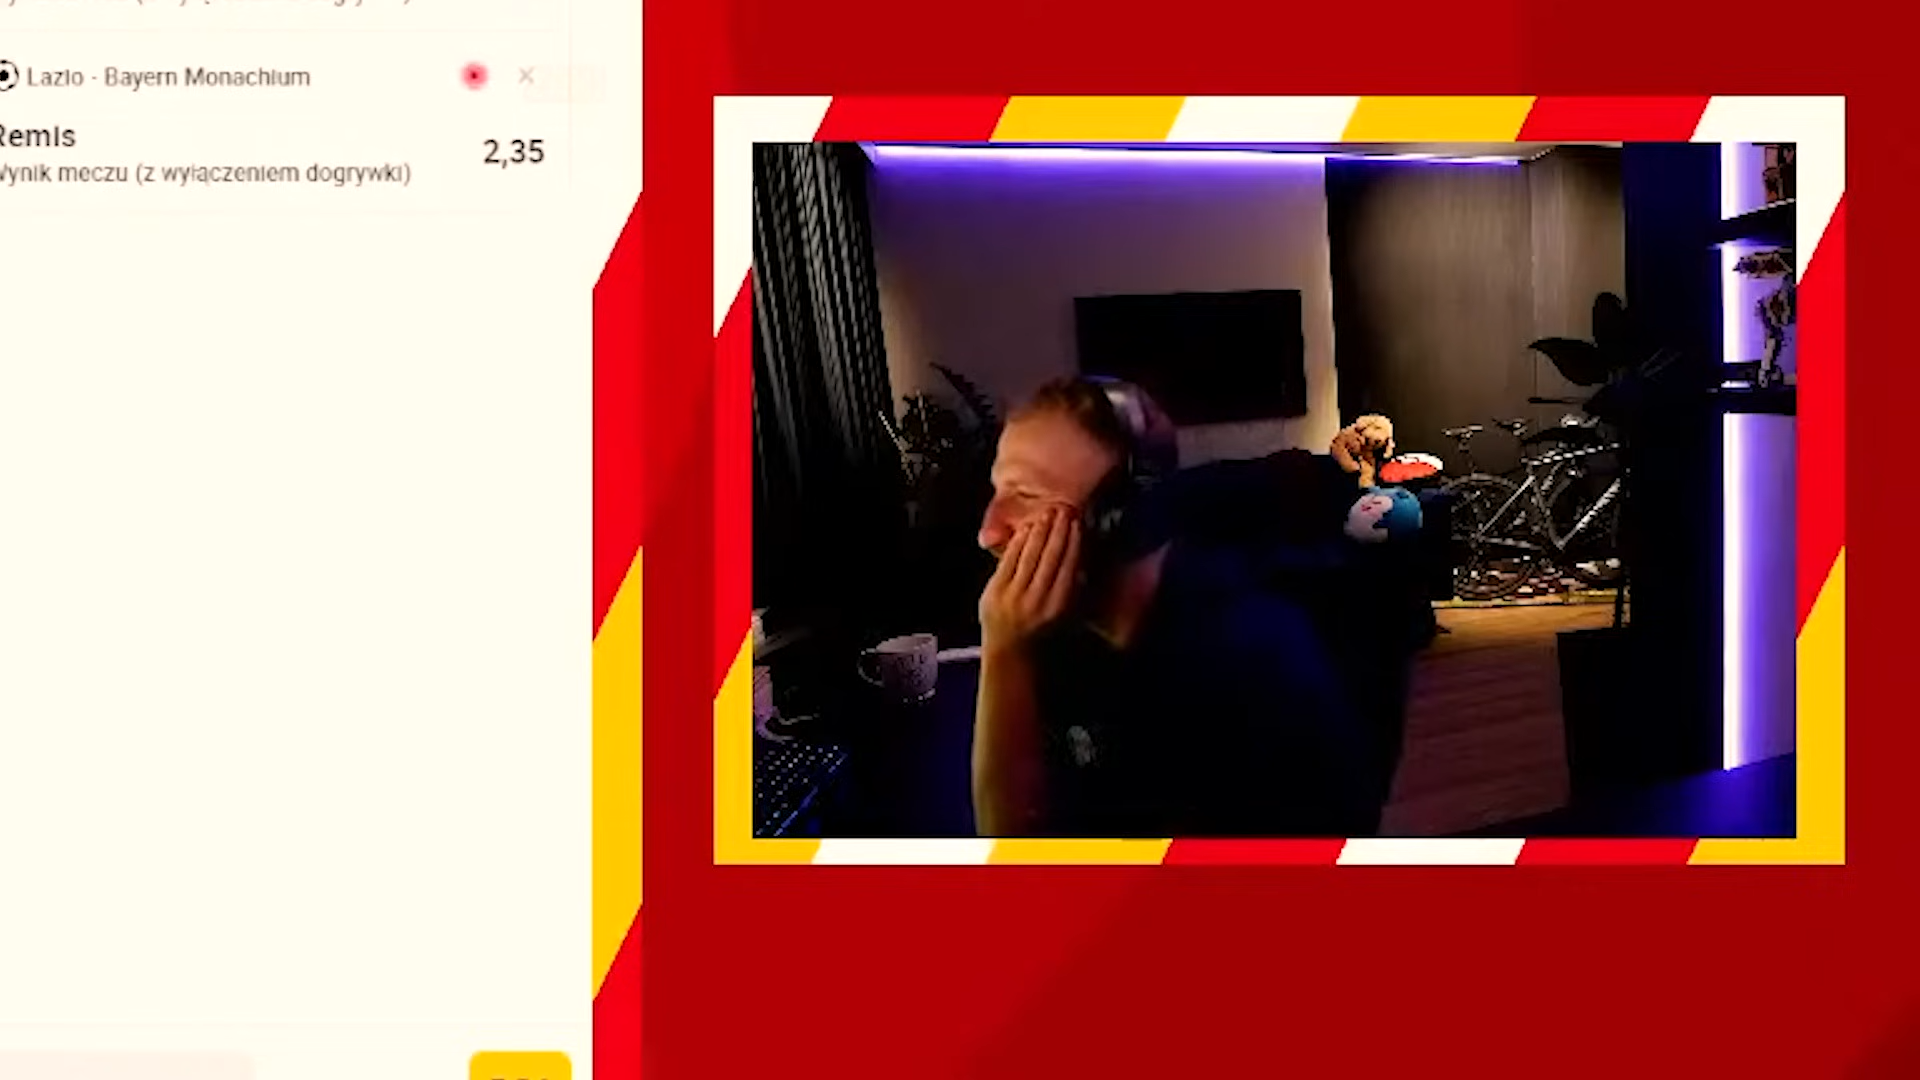 Lazio - Bayern Monachium
Remis
2,35
Wynik meczu (z wyłączeniem dogrywki)